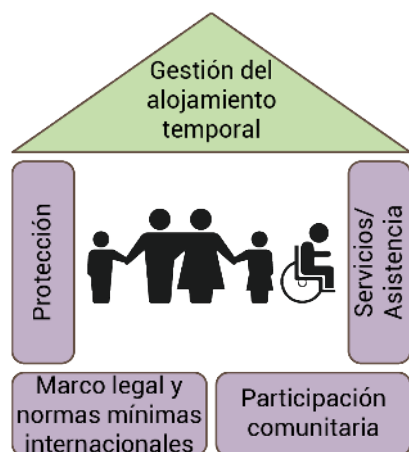 Gestión del
alojamiento
temporal
Protección
Servicios/
Asistencia
Marco legal y
normas mínimas
internacionales
Participación
comunitaria